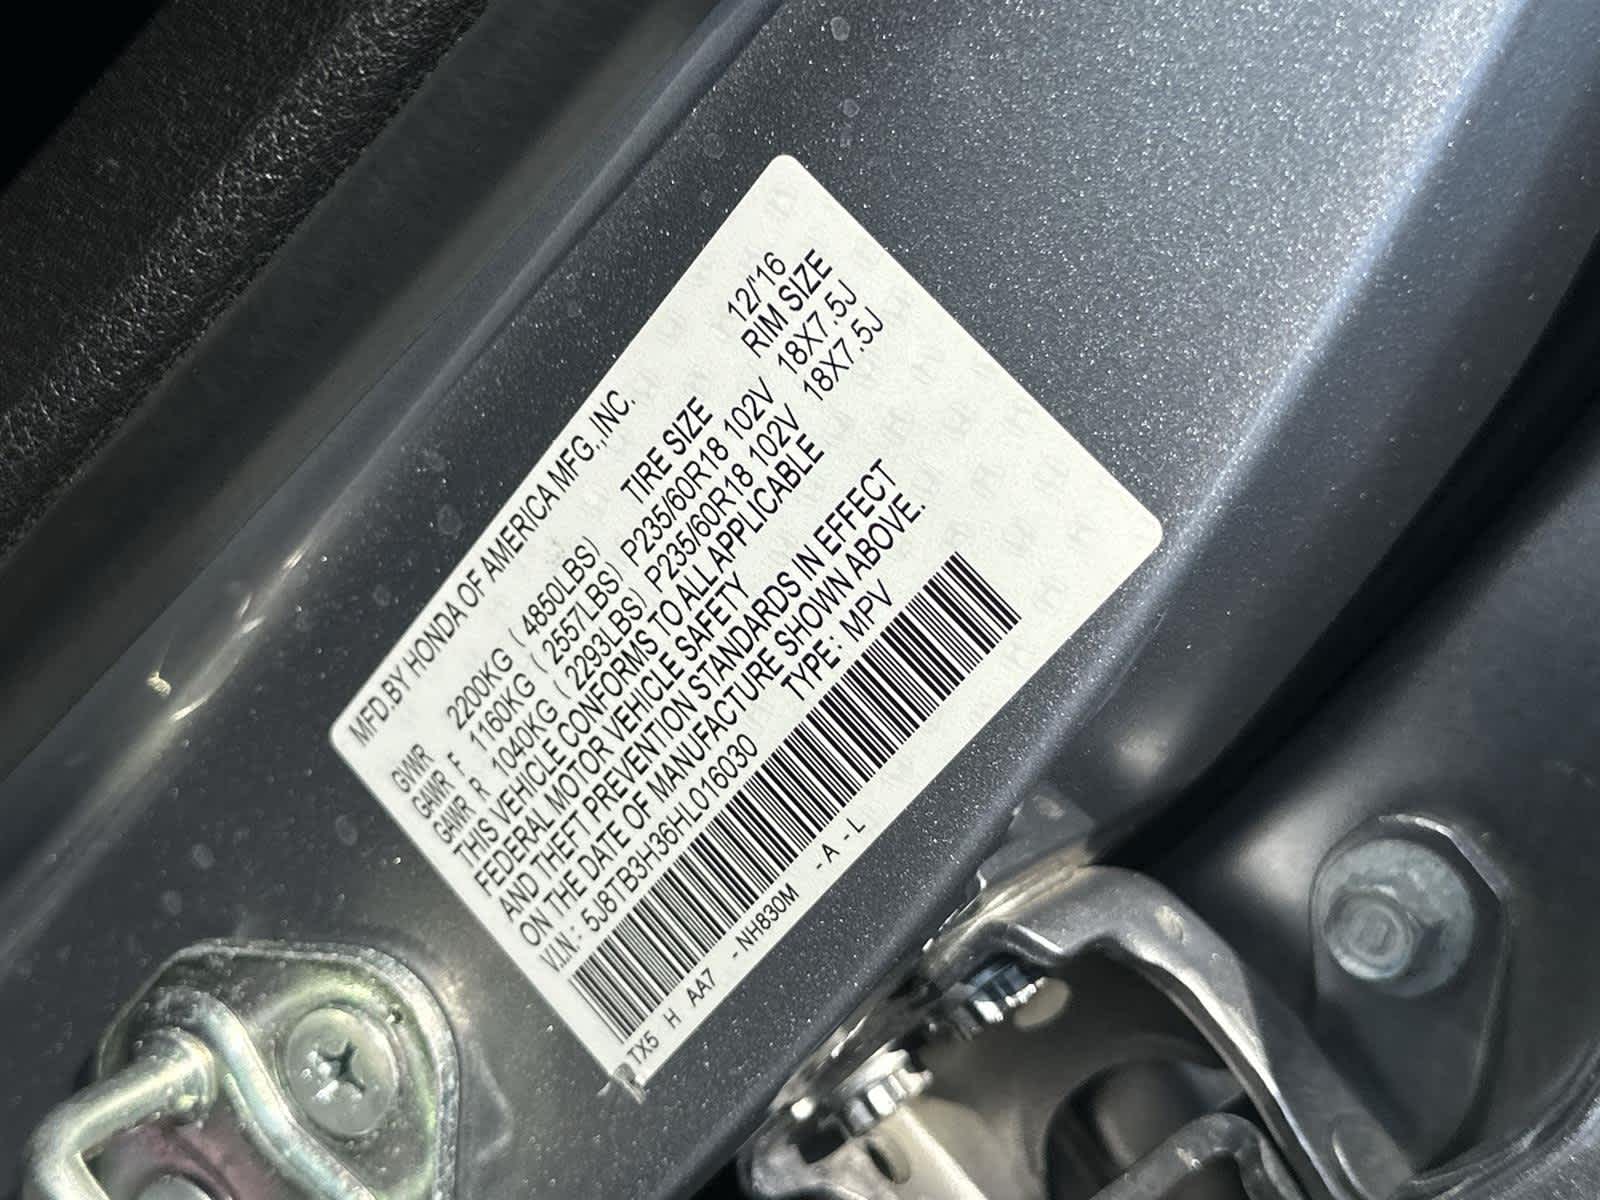 MFD.BY HONDA OF AMERICA MFG.,INC. 12/'16
GVWR 2200KG ( 4850LBS) TIRE SIZE RIM SIZE
GAWR F 1160KG ( 2557LBS) P235/60R18 102V 18X7.5J
GAWR R 1040KG ( 2293LBS) P235/60R18 102V 18X7.5J
THIS VEHICLE CONFORMS TO ALL APPLICABLE
FEDERAL MOTOR VEHICLE SAFETY
AND THEFT PREVENTION STANDARDS IN EFFECT
ON THE DATE OF MANUFACTURE SHOWN ABOVE.
V.I.N.: 5J8TB3H36HL016030 TYPE: MPV
TX5 H AA7 -NH830M -A -L